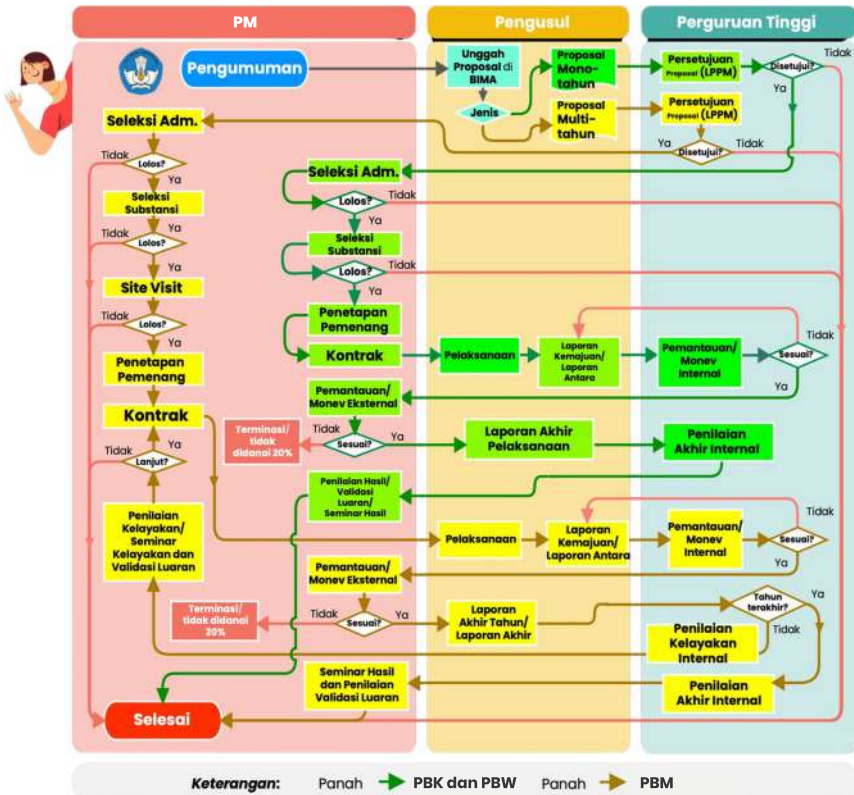 PM
Pengusul
Perguruan Tinggi
Pengumuman
Unggah
Proposal di
BIMA
Proposal
Mono-
tahun
Persetujuan
Proposal (LPPM)
Disetujui?
Tidak
Ya
Jenis
Proposal
Multi-
tahun
Persetujuan
Proposal (LPPM)
Ya
Disetujui?
Tidak
Seleksi Adm.
Tidak
Lolos?
Ya
Seleksi
Substansi
Tidak
Lolos?
Ya
Site Visit
Tidak
Lolos?
Ya
Penetapan
Pemenang
Kontrak
Tidak
Ya
Lanjut?
Penilaian
Kelayakan/
Seminar
Kelayakan dan
Validasi Luaran
Seleksi Adm.
Lolos?
Tidak
Ya
Seleksi
Substansi
Lolos?
Tidak
Ya
Penetapan
Pemenang
Kontrak
Pelaksanaan
Laporan
Kemajuan/
Laporan
Antara
Pemantauan/
Monev
Internal
Tidak
Sesuai?
Ya
Pemantauan/
Monev Eksternal
Terminasi/
tidak
didanai 20%
Tidak
Sesuai?
Ya
Laporan Akhir
Pelaksanaan
Penilaian
Akhir Internal
Penilaian Hasil/
Validasi
Luaran/
Seminar Hasil
Pelaksanaan
Laporan
Kemajuan/
Laporan Antara
Pemantauan/
Monev
Internal
Tidak
Sesuai?
Ya
Pemantauan/
Monev Eksternal
Terminasi/
tidak didanai
20%
Tidak
Sesuai?
Ya
Laporan
Akhir Tahun/
Laporan Akhir
Tahun
terakhir?
Ya
Tidak
Penilaian
Kelayakan
Internal
Seminar Hasil
dan Penilaian
Validasi Luaran
Penilaian
Akhir Internal
Selesai
Keterangan: Panah PBK dan PBW Panah PBM